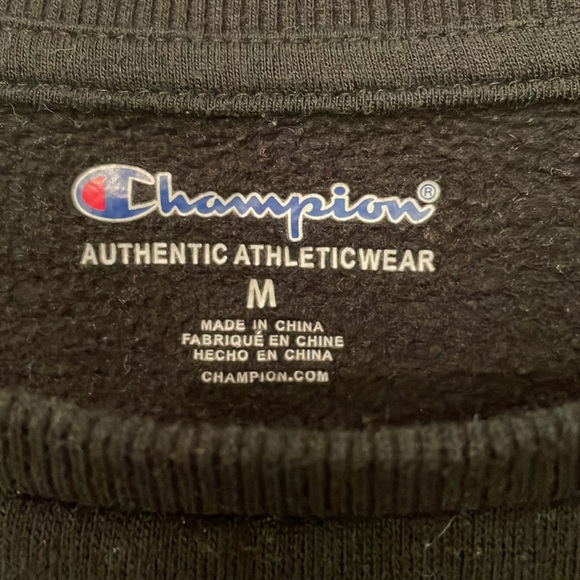 Champion®
AUTHENTIC ATHLETICWEAR
M
MADE IN CHINA
FABRIQUÉ EN CHINE
HECHO EN CHINA
CHAMPION.COM